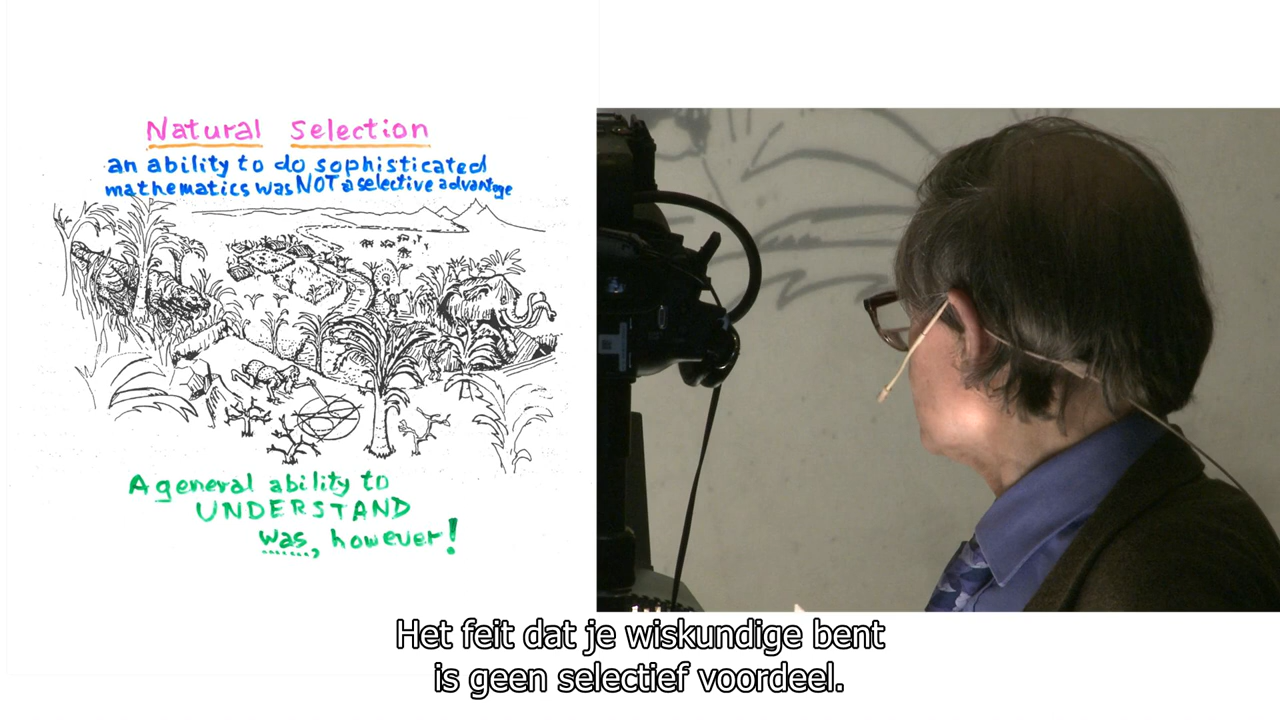 Natural Selection
an ability to do sophisticated
mathematics was NOT a selective advantage
A general ability to
UNDERSTAND
was, however!
Het feit dat je wiskundige bent
is geen selectief voordeel.